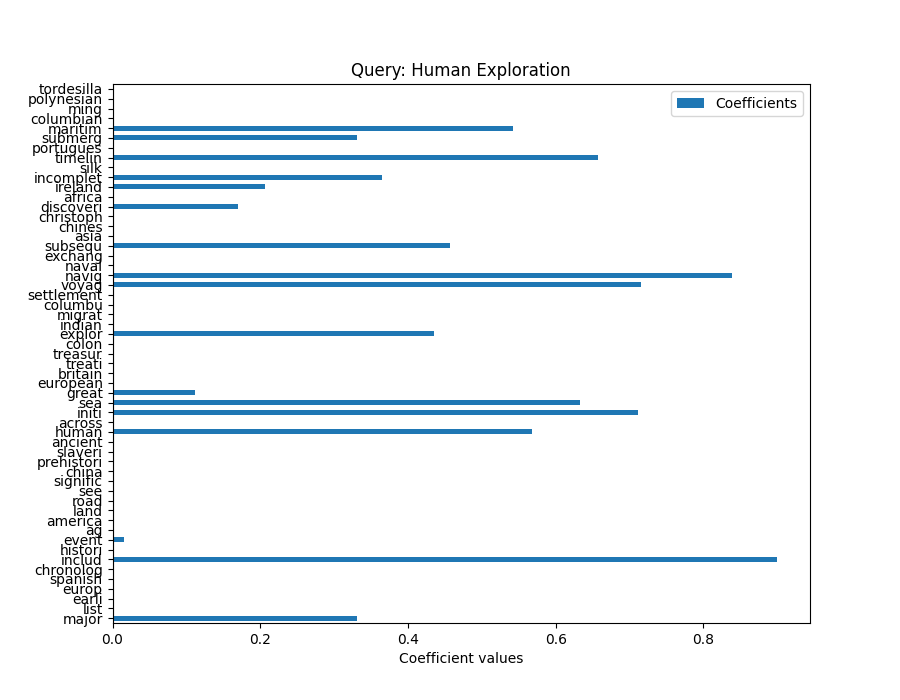 Query: Human Exploration
Coefficients
tordesilla
polynesian
ming
columbian
maritim
submerg
portugues
timelin
silk
incomplet
ireland
africa
discoveri
christoph
chines
asia
subsequ
exchang
naval
navig
voyag
settlement
columbu
migrat
indian
explor
colon
treasur
treati
britain
european
great
sea
initi
across
human
ancient
slaveri
prehistori
china
signific
see
road
land
america
ag
event
histori
includ
chronolog
spanish
europ
earli
list
major
0.0 0.2 0.4 0.6 0.8
Coefficient values